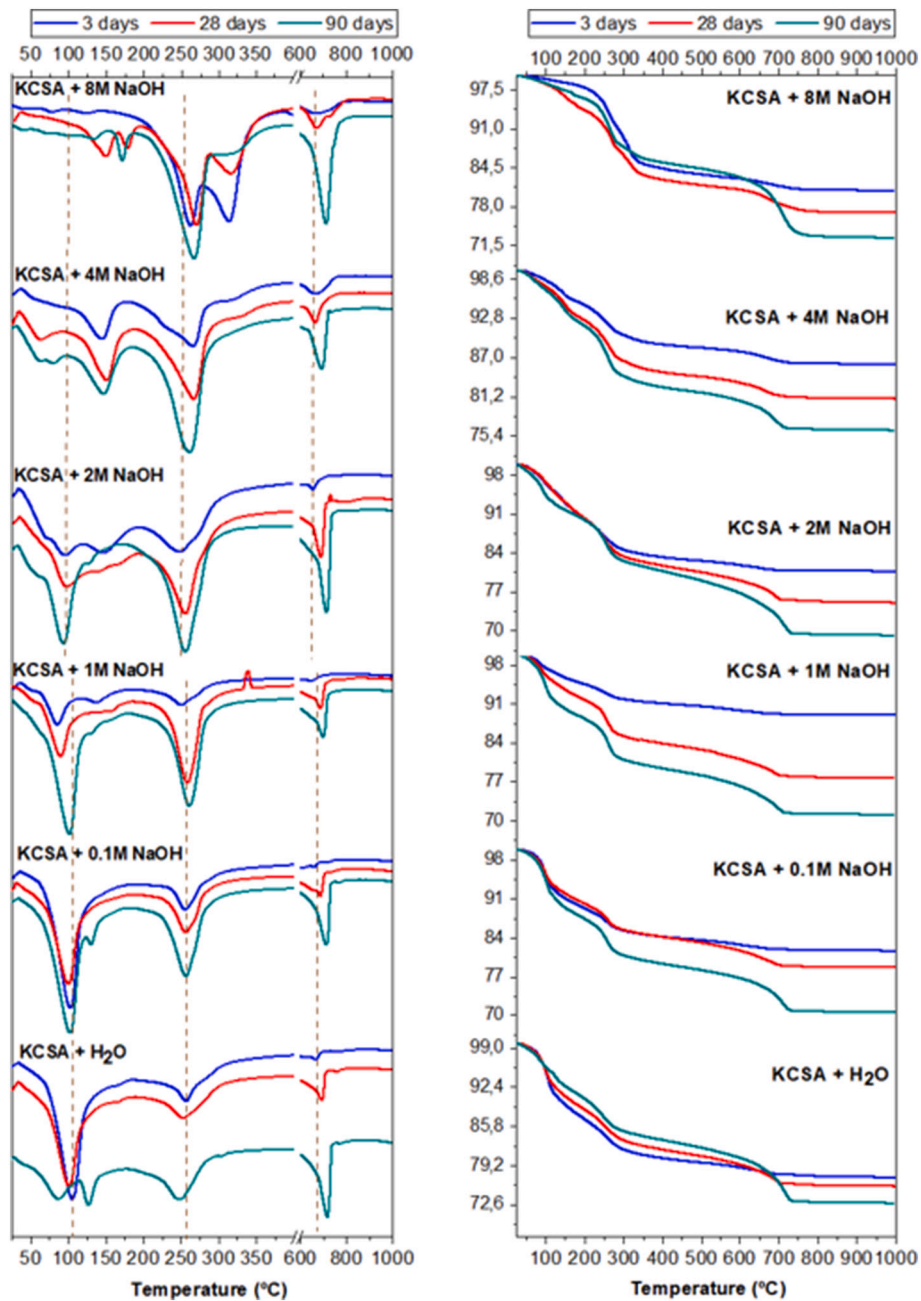 3 days 28 days 90 days
50 100 150 200 250 300 350 600 800 1000
KCSA + 8M NaOH
KCSA + 4M NaOH
KCSA + 2M NaOH
KCSA + 1M NaOH
KCSA + 0.1M NaOH
KCSA + H₂O
50 100 150 200 250 300 350 600 800 1000
Temperature (ºC)
3 days 28 days 90 days
100 200 300 400 500 600 700 800 900 1000
97,5
KCSA + 8M NaOH
91,0
84,5
78,0
71,5
98,6
KCSA + 4M NaOH
92,8
87,0
81,2
75,4
98
91
KCSA + 2M NaOH
84
77
70
98
KCSA + 1M NaOH
91
84
77
70
98
KCSA + 0.1M NaOH
91
84
77
70
99,0
KCSA + H₂O
92,4
85,8
79,2
72,6
100 200 300 400 500 600 700 800 900 1000
Temperature (ºC)